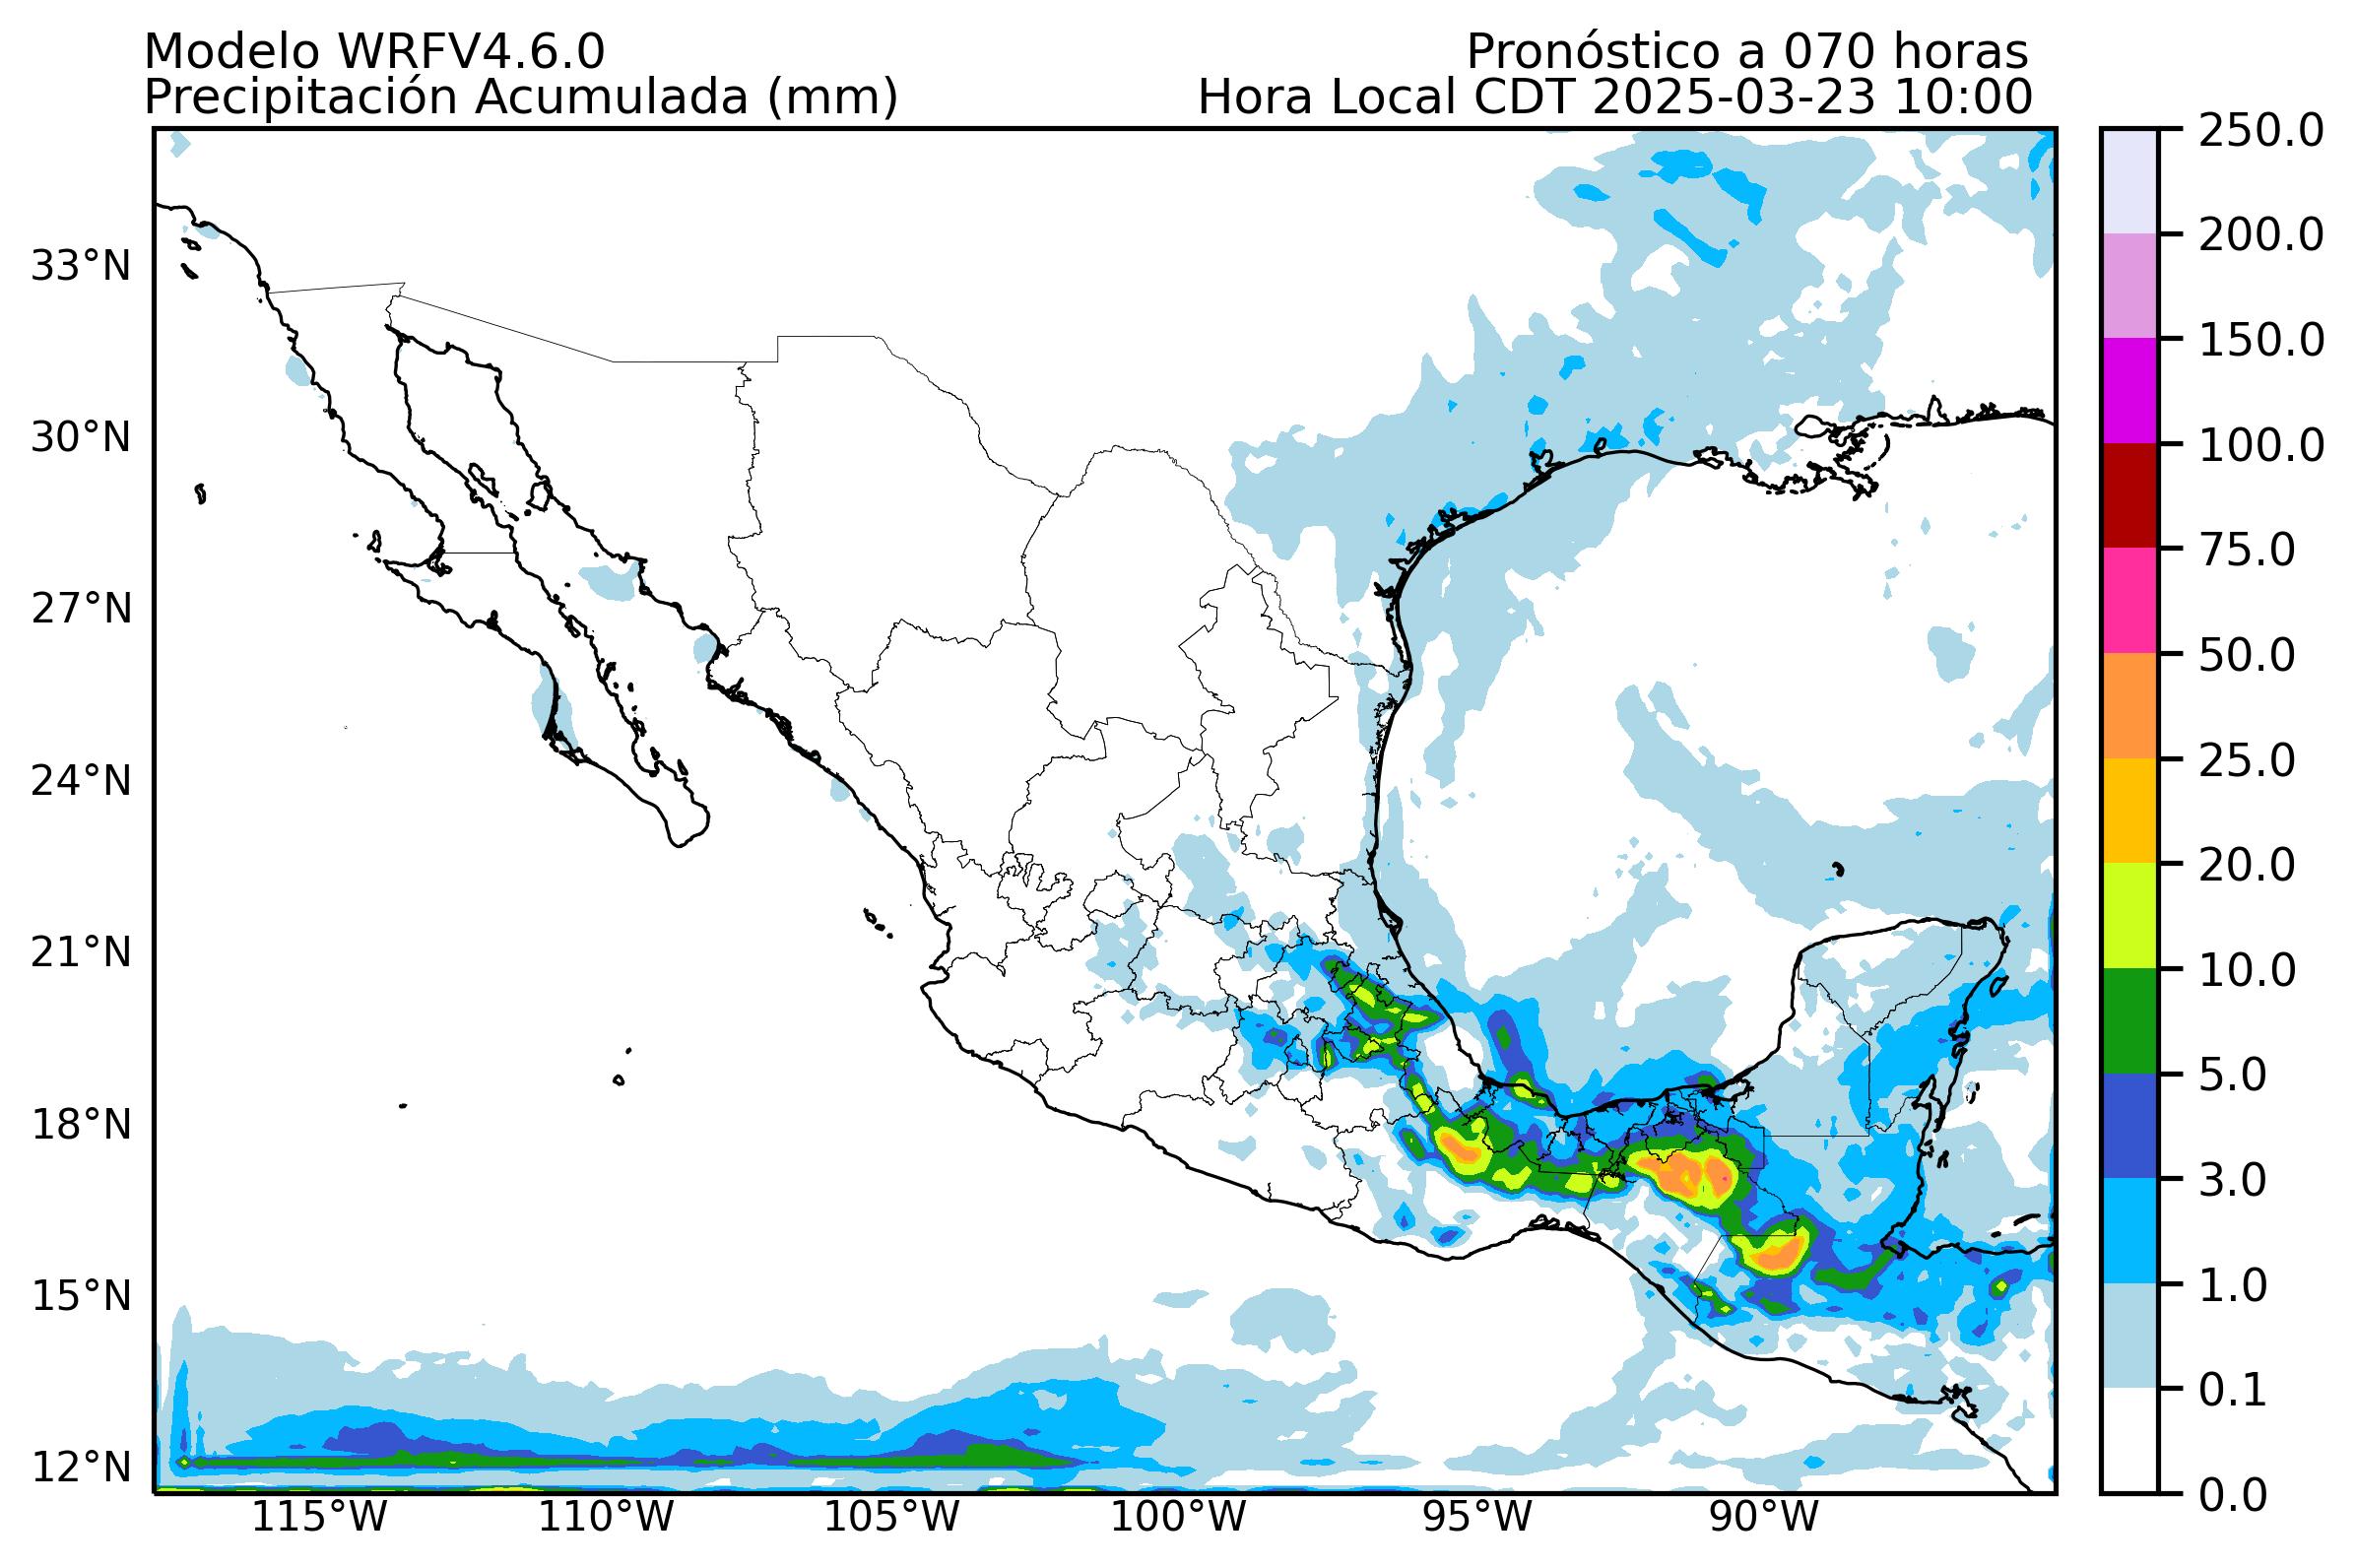 Modelo WRFV4.6.0
Pronóstico a 070 horas
Precipitación Acumulada (mm)
Hora Local CDT 2025-03-23 10:00
33°N
30°N
27°N
24°N
21°N
18°N
15°N
12°N
115°W
110°W
105°W
100°W
95°W
90°W
250.0
200.0
150.0
100.0
75.0
50.0
25.0
20.0
10.0
5.0
3.0
1.0
0.1
0.0